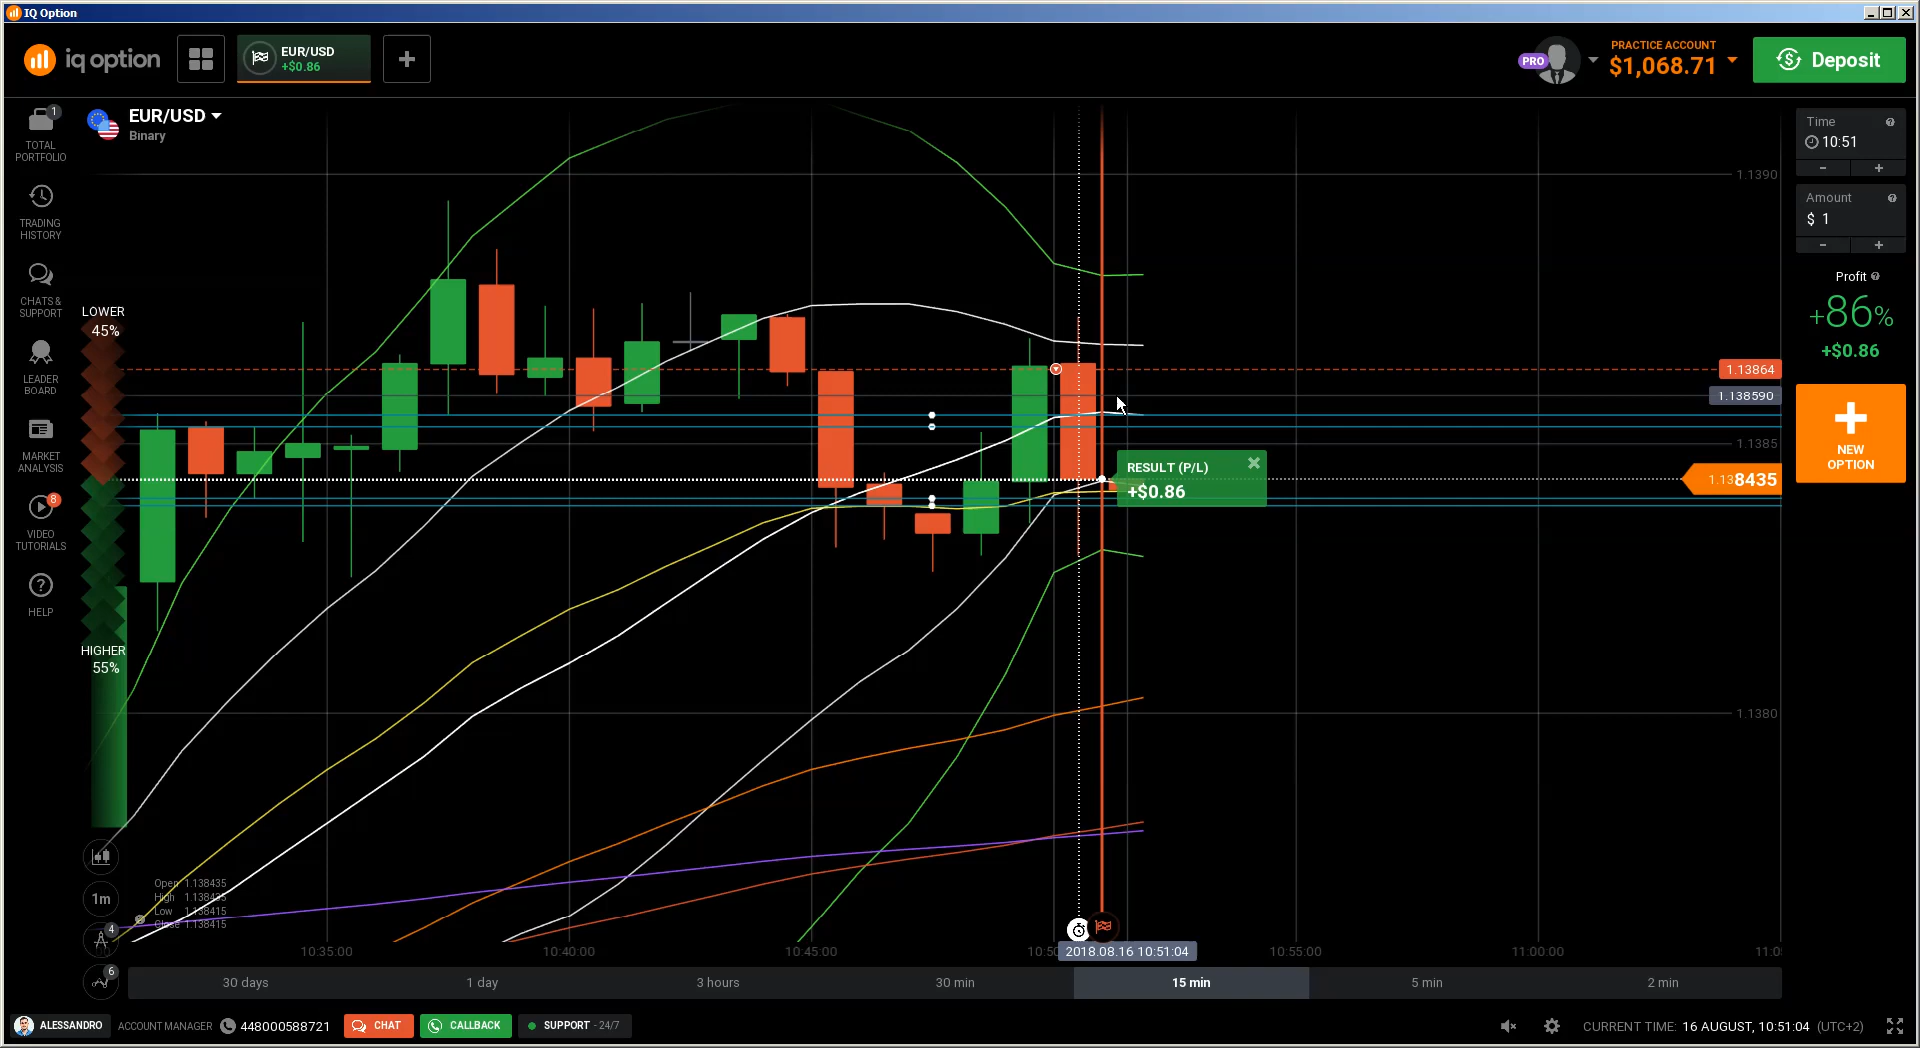 IQ Option
iq option
EUR/USD
+$0.86
PRO
PRACTICE ACCOUNT
$1,068.71
Deposit
1
TOTAL
PORTFOLIO
TRADING
HISTORY
CHATS &
SUPPORT
LEADER
BOARD
MARKET
ANALYSIS
8
VIDEO
TUTORIALS
?
HELP
EUR/USD
Binary
LOWER
45%
HIGHER
55%
1m
4
6
Open 1.138435
High 1.138435
Low 1.138415
Close 1.138415
RESULT (P/L)
+$0.86
1.1390
1.13864
1.138590
1.1385
1.138435
1.1380
10:35:00
10:40:00
10:45:00
2018.08.16 10:51:04
10:55:00
11:00:00
30 days
1 day
3 hours
30 min
15 min
5 min
2 min
Time
10:51
-
+
Amount
$ 1
-
+
Profit
+86%
+$0.86
NEW
OPTION
ALESSANDRO
ACCOUNT MANAGER
448000588721
CHAT
CALLBACK
SUPPORT - 24/7
CURRENT TIME: 16 AUGUST, 10:51:04 (UTC+2)